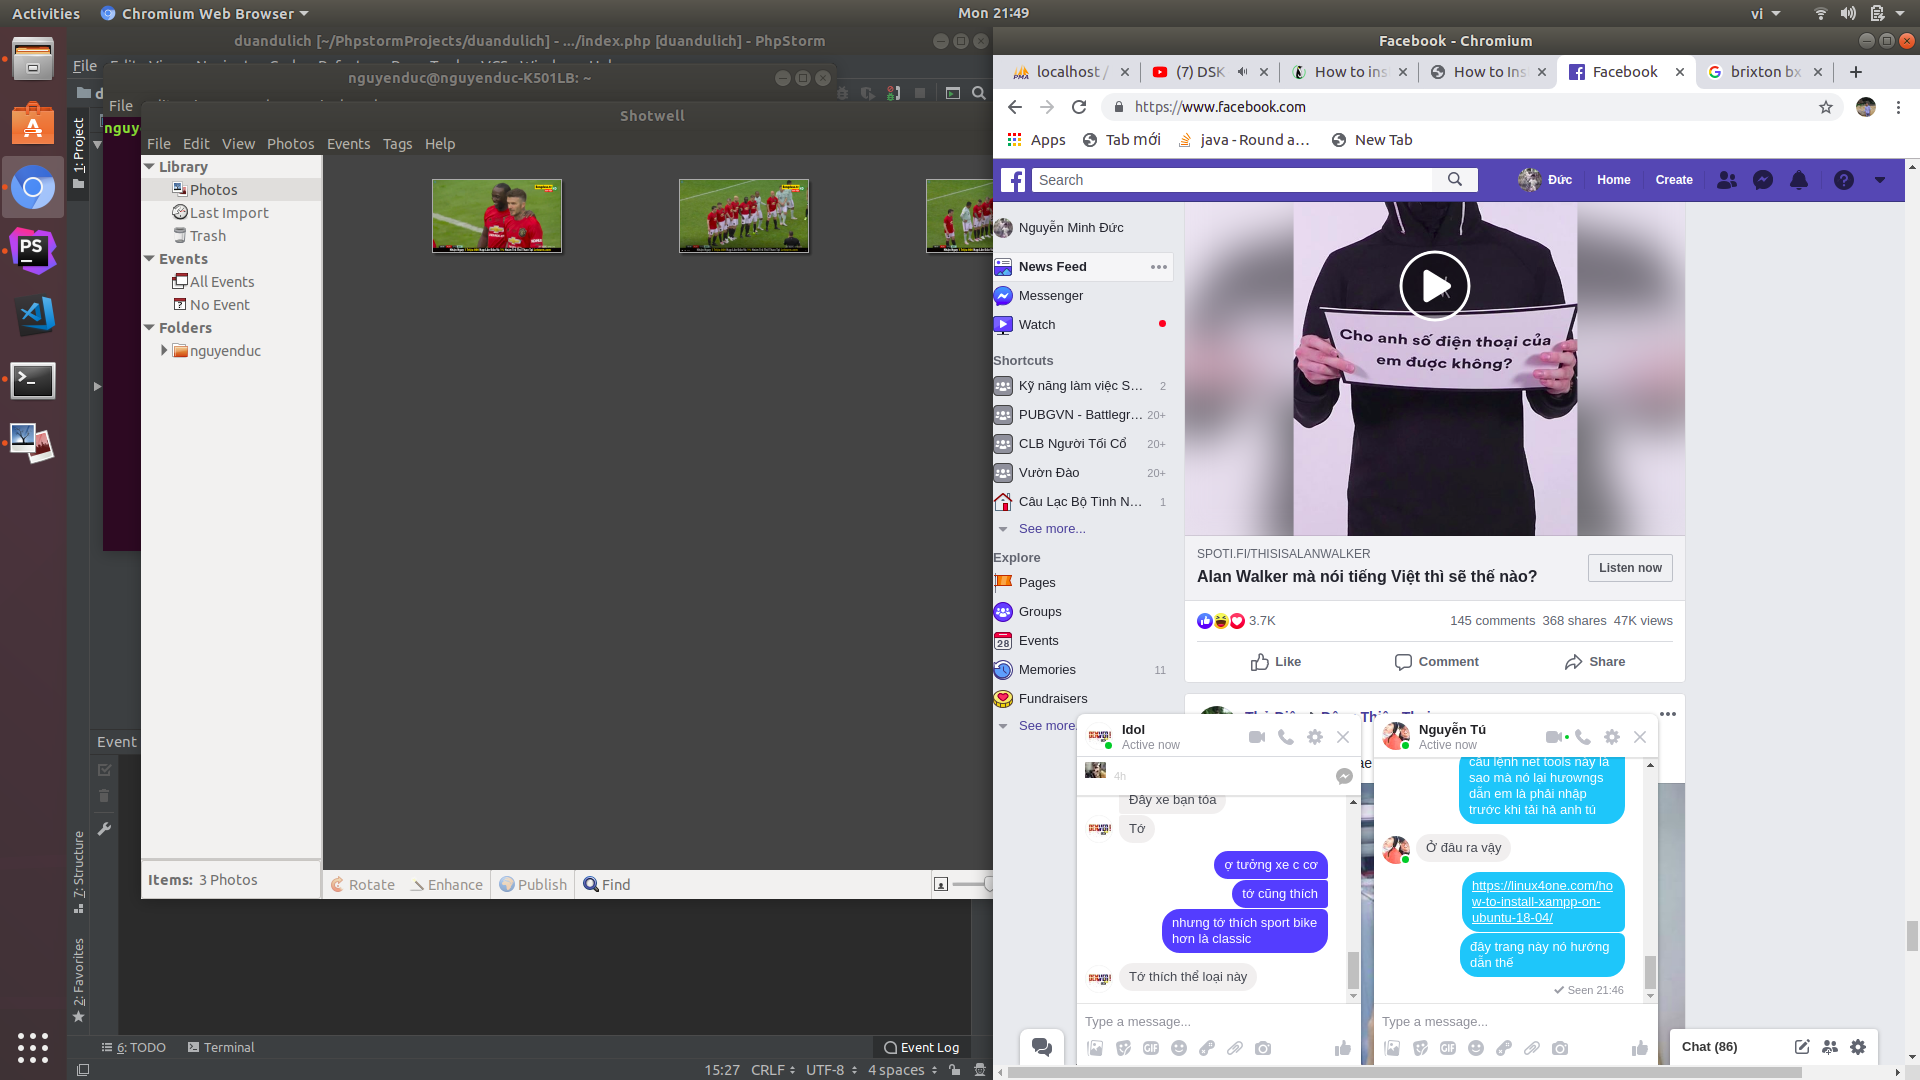 Activities
Chromium Web Browser
Mon 21:49
vi
duandulich [~/PhpstormProjects/duandulich] - .../index.php [duandulich] - PhpStorm
File
nguyenduc@nguyenduc-K501LB: ~
File
Shotwell
File Edit View Photos Events Tags Help
1: Project
Library
Photos
Last Import
Trash
Events
All Events
No Event
Folders
nguyenduc
Items: 3 Photos
Rotate
Enhance
Publish
Find
Event
7: Structure
2: Favorites
6: TODO
Terminal
Event Log
15:27 CRLF UTF-8 4 spaces
Facebook - Chromium
localhost /
(7) DSK
How to ins
How to Ins
Facebook
brixton bx
https://www.facebook.com
Apps
Tab mới
java - Round a...
New Tab
Search
Đức
Home
Create
Nguyễn Minh Đức
News Feed
Messenger
Watch
Shortcuts
Kỹ năng làm việc S... 2
PUBGVN - Battlegr... 20+
CLB Người Tối Cổ 20+
Vườn Đào 20+
Câu Lạc Bộ Tình N... 1
See more...
Explore
Pages
Groups
Events
Memories 11
Fundraisers
See more
Cho anh số điện thoại của
em được không?
SPOTI.FI/THISISALANWALKER
Alan Walker mà nói tiếng Việt thì sẽ thế nào?
Listen now
3.7K
145 comments 368 shares 47K views
Like
Comment
Share
Idol
Active now
4h
Đây xe bạn tóa
Tớ
ợ tưởng xe c cơ
tớ cũng thích
nhưng tớ thích sport bike
hơn là classic
Tớ thích thể loại này
Type a message...
Nguyễn Tú
Active now
câu lệnh net tools này là
sao mà nó lại hươwngs
dẫn em là phải nhập
trước khi tải hả anh tú
Ở đâu ra vậy
https://linux4one.com/ho
w-to-install-xampp-on-
ubuntu-18-04/
đây trang này nó hướng
dẫn thế
Seen 21:46
Type a message...
Chat (86)